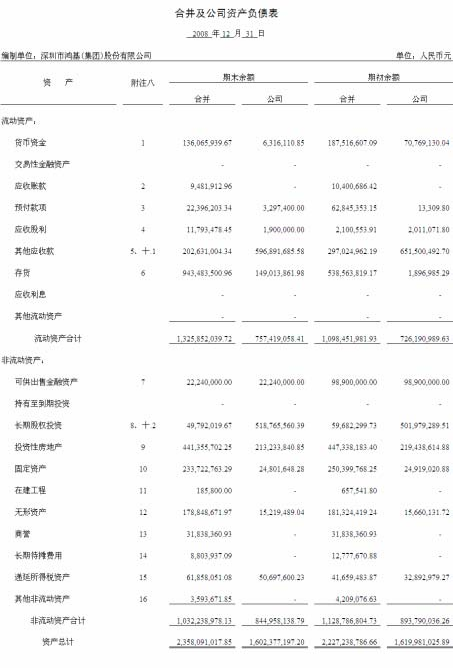 合并及公司资产负债表
2008 年 12 月 31 日
编制单位：深圳市鸿基(集团)股份有限公司 单位：人民币元
资 产 附注八 期末余额 期初余额
合并 公司 合并 公司
流动资产：
货币资金 1 136,065,939.67 6,316,110.85 187,516,607.09 70,769,130.04
交易性金融资产 - - - -
应收账款 2 9,481,912.96 - 10,400,686.42 -
预付款项 3 22,396,203.34 3,297,400.00 62,845,353.15 13,309.80
应收股利 4 11,793,478.45 1,900,000.00 2,100,553.91 2,011,071.80
其他应收款 5、十.1 202,631,004.34 596,891,685.58 297,024,962.19 651,500,492.70
存货 6 943,483,500.96 149,013,861.98 538,563,819.17 1,896,985.29
应收利息 - - - -
其他流动资产 - - - -
流动资产合计 1,325,852,039.72 757,419,058.41 1,098,451,981.93 726,190,989.63
非流动资产：
可供出售金融资产 7 22,240,000.00 22,240,000.00 98,900,000.00 98,900,000.00
持有至到期投资 - - - -
长期股权投资 8、十.2 49,792,019.67 518,765,560.39 59,682,299.73 501,979,289.51
投资性房地产 9 441,355,702.25 213,233,840.85 447,338,183.40 219,438,614.88
固定资产 10 233,722,763.29 24,801,648.28 250,399,768.25 24,919,020.88
在建工程 11 185,800.00 - 657,541.80 -
无形资产 12 178,848,671.97 15,219,489.04 181,324,419.24 15,660,131.72
商誉 13 31,838,360.93 - 31,838,360.93 -
长期待摊费用 14 8,803,937.09 - 12,777,670.88 -
递延所得税资产 15 61,858,051.08 50,697,600.23 41,659,483.87 32,892,979.27
其他非流动资产 16 3,593,671.85 - 4,209,076.63 -
非流动资产合计 1,032,238,978.13 844,958,138.79 1,128,786,804.73 893,790,036.26
资产总计 2,358,091,017.85 1,602,377,197.20 2,227,238,786.66 1,619,981,025.89